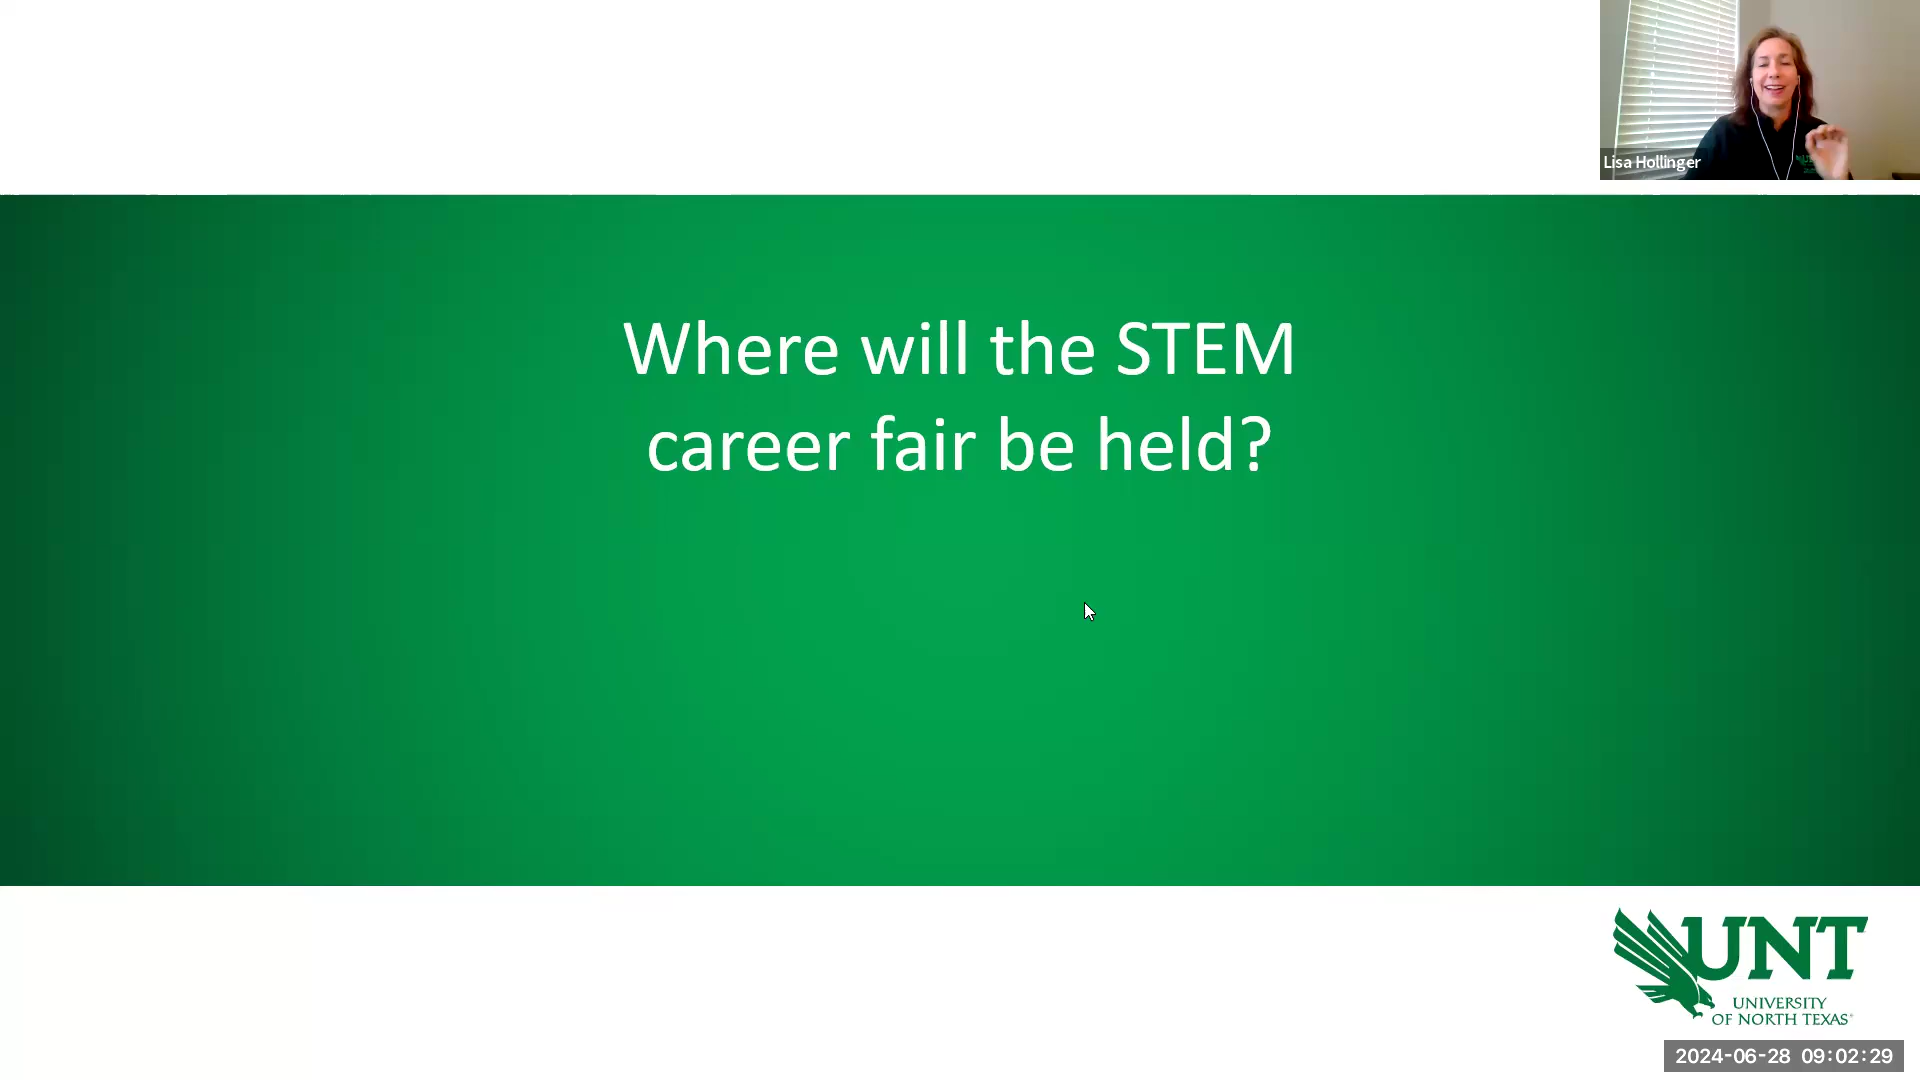 Lisa Hollinger
Where will the STEM
career fair be held?
UNT
UNIVERSITY
OF NORTH TEXAS
2024-06-28 09:02:29